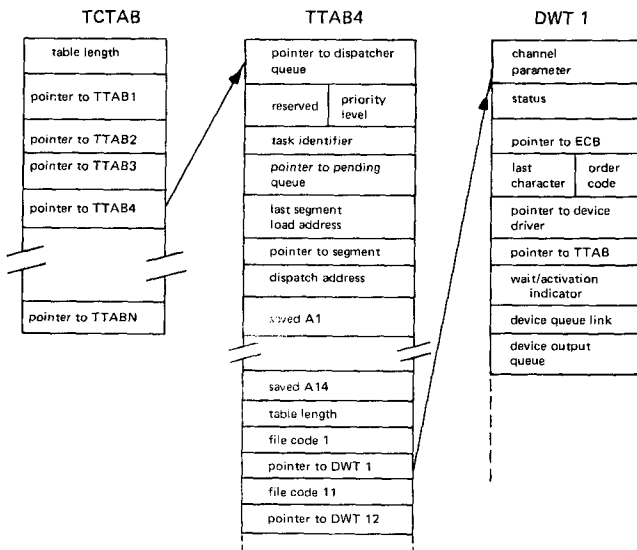 TCTAB
table length
pointer to TTAB1
pointer to TTAB2
pointer to TTAB3
pointer to TTAB4
pointer to TTABN
TTAB4
pointer to dispatcher
queue
reserved
priority
level
task identifier
pointer to pending
queue
last segment
load address
pointer to segment
dispatch address
saved A1
saved A14
table length
file code 1
pointer to DWT 1
file code 11
pointer to DWT 12
DWT 1
channel
parameter
status
pointer to ECB
last
character
order
code
pointer to device
driver
pointer to TTAB
wait/activation
indicator
device queue link
device output
queue